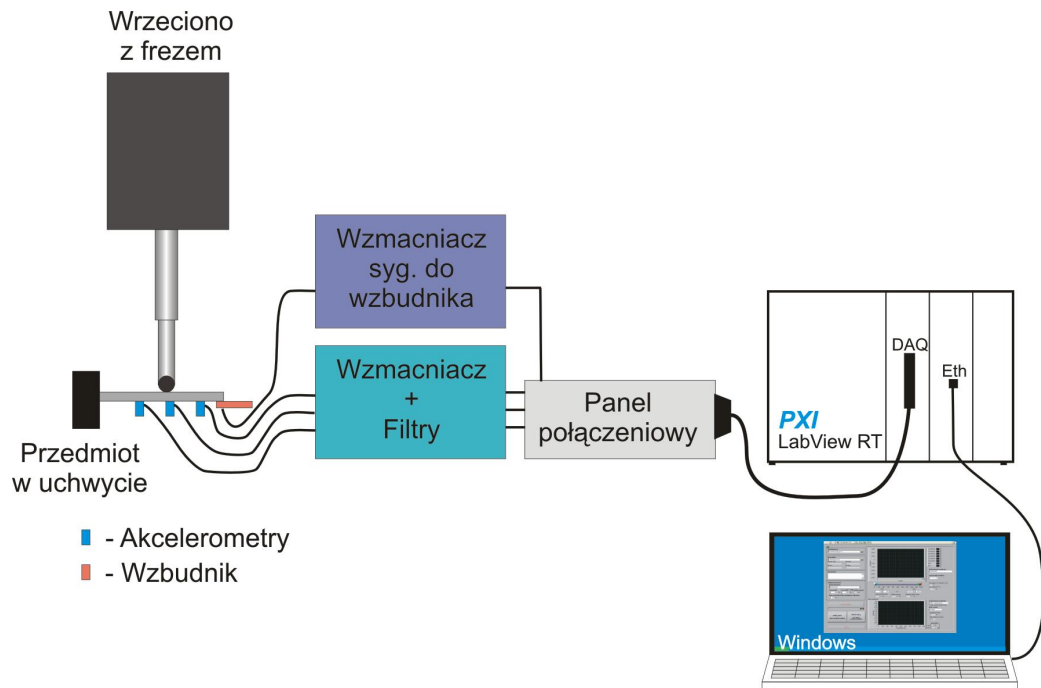 Wrzeciono
z frezem
Wzmacniacz
syg. do
wzbudnika
Wzmacniacz
+
Filtry
Panel
połączeniowy
DAQ
Eth
PXI
LabView RT
Przedmiot
w uchwycie
- Akcelerometry
- Wzbudnik
Windows